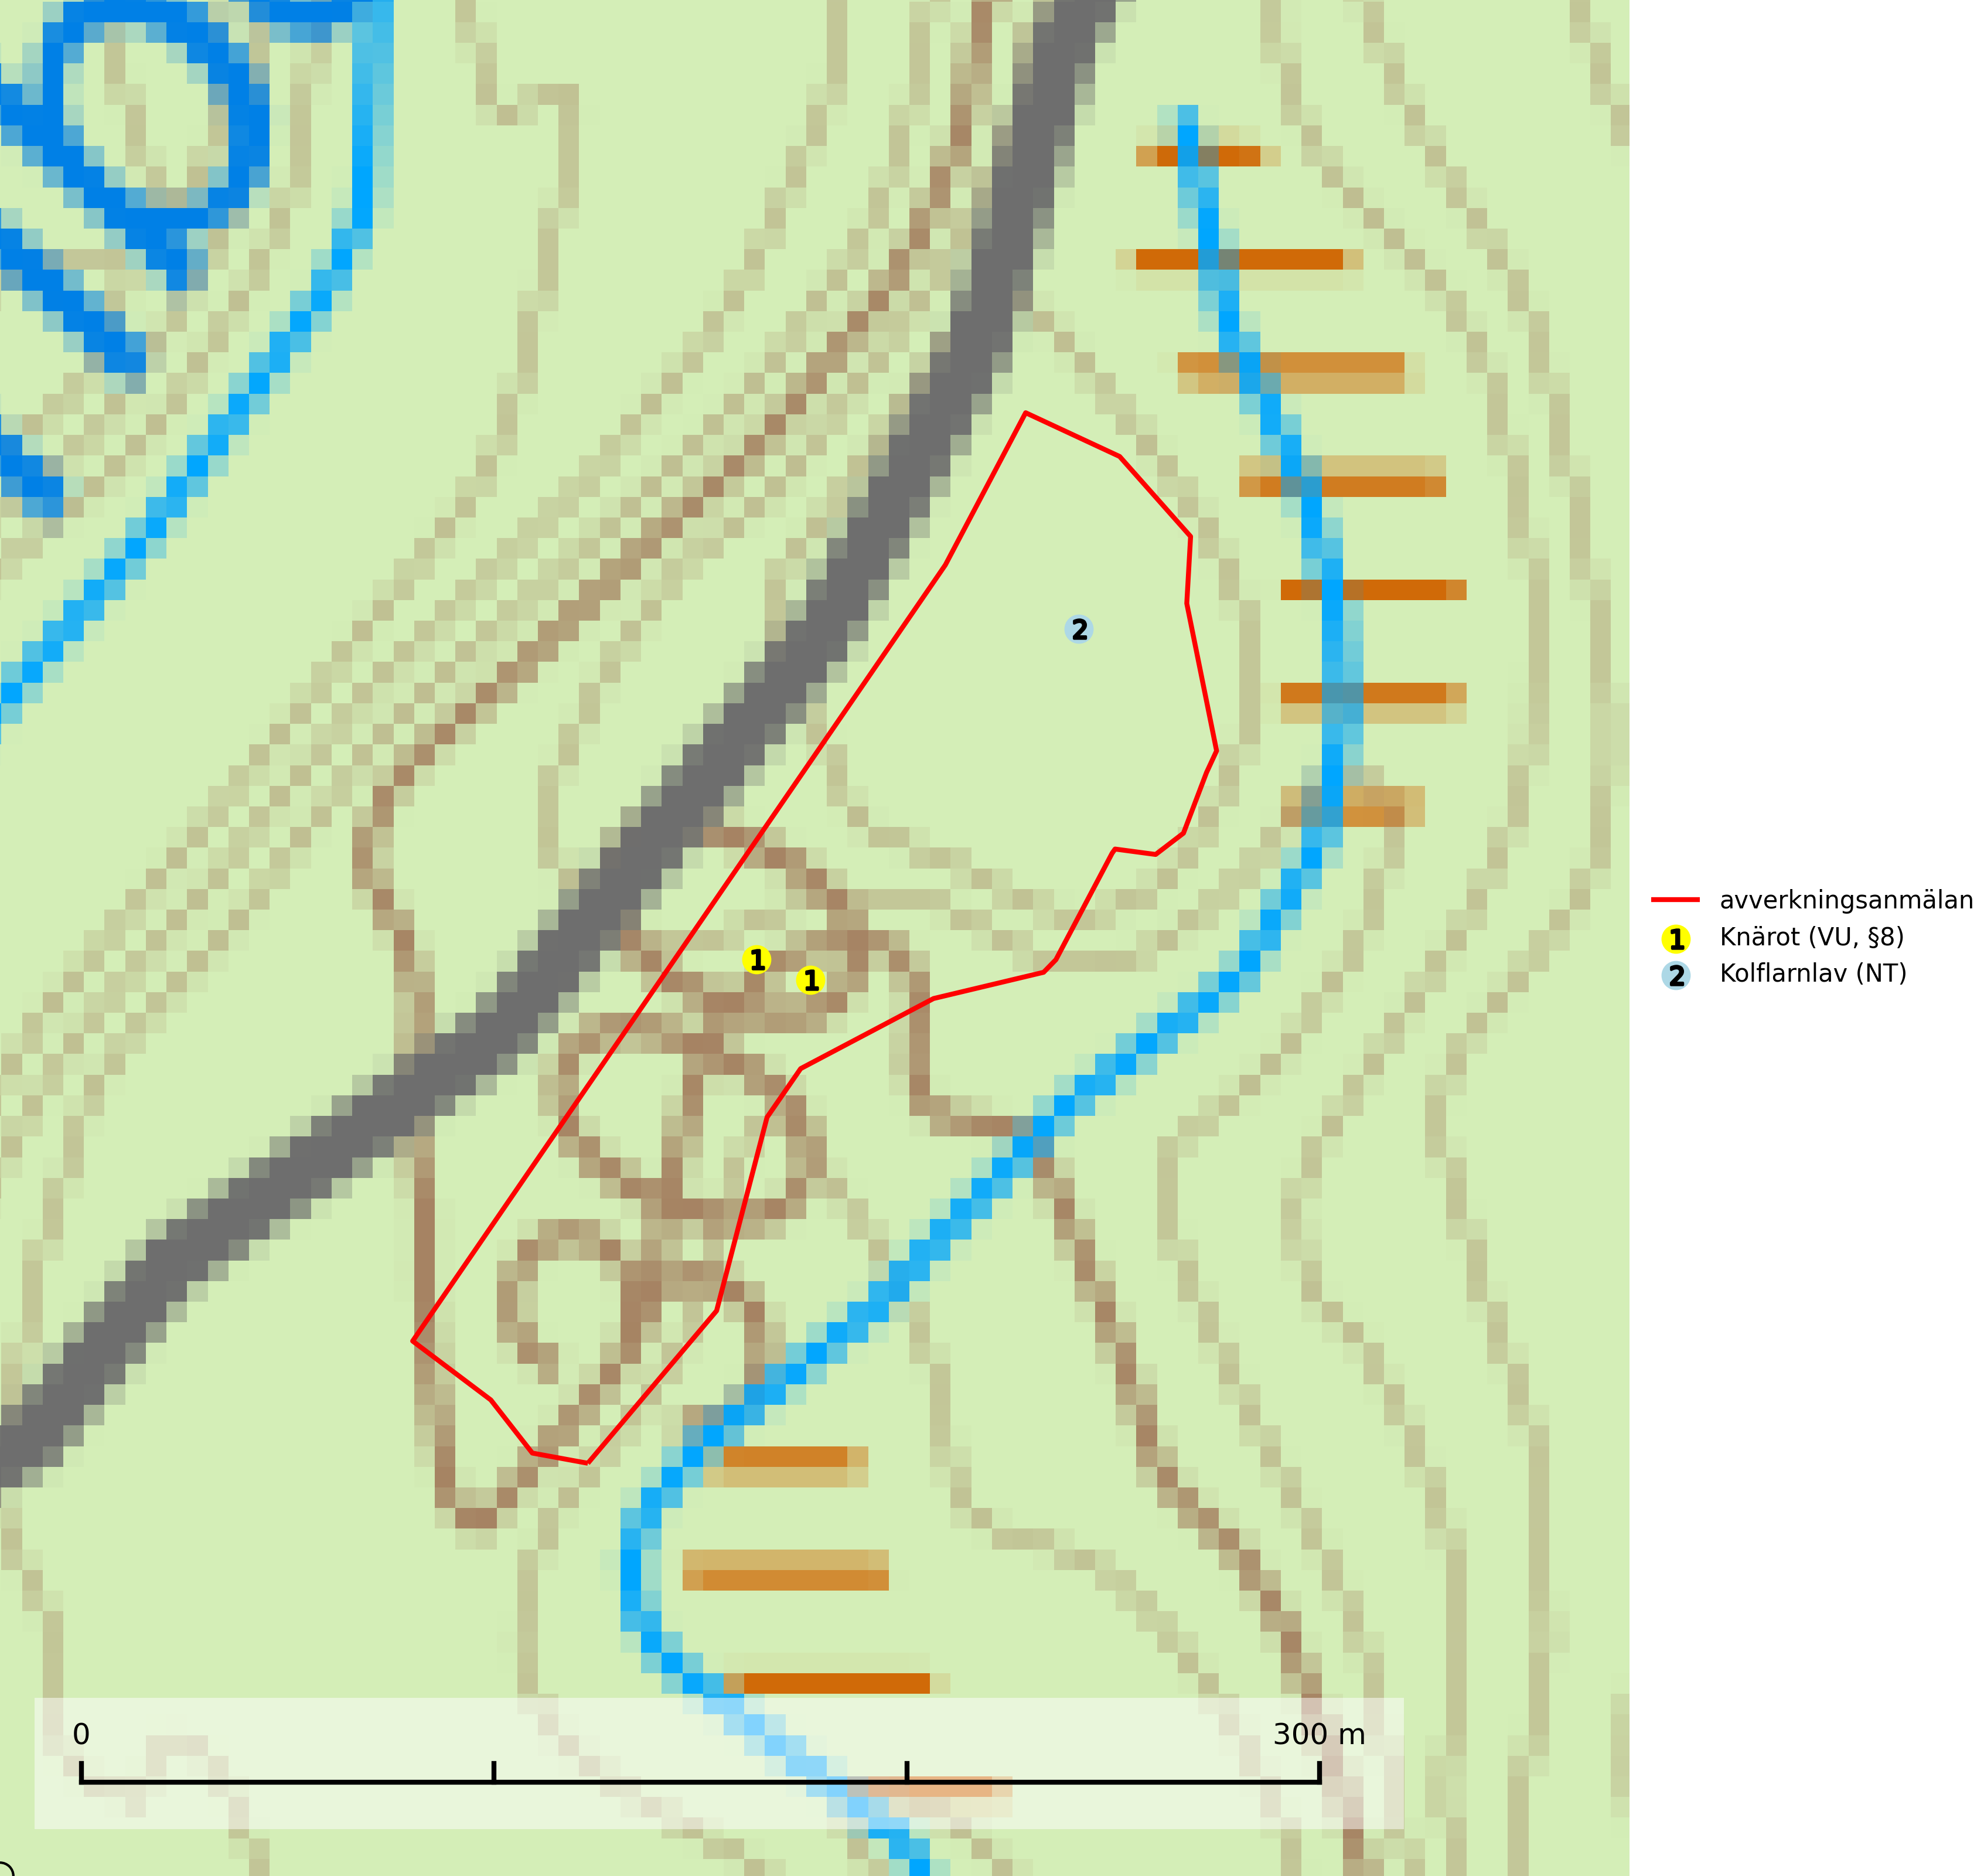 2
1
1
avverkningsanmälan
1 Knärot (VU, §8)
2 Kolflarnlav (NT)
0 300 m